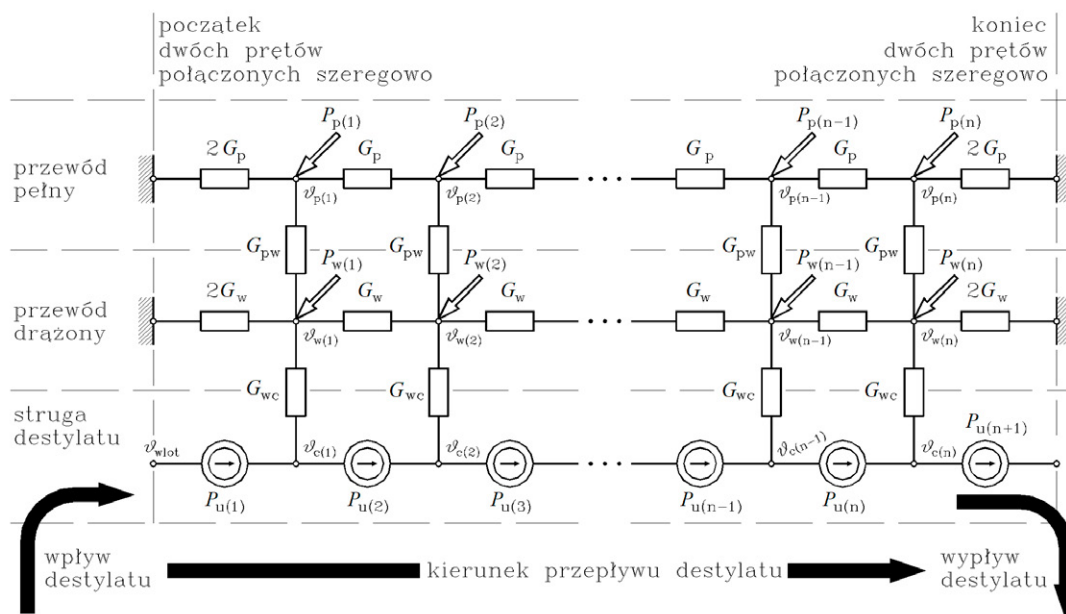 początek
dwóch prętów
połączonych szeregowo
koniec
dwóch prętów
połączonych szeregowo
P_p(1) P_p(2) P_p(n−1) P_p(n)
przewód
pełny
2G_p G_p G_p ... G_p G_p 2G_p
ϑ_p(1) ϑ_p(2) ϑ_p(n−1) ϑ_p(n)
G_pw G_pw G_pw G_pw
P_w(1) P_w(2) P_w(n−1) P_w(n)
przewód
drążony
2G_w G_w G_w ... G_w G_w 2G_w
ϑ_w(1) ϑ_w(2) ϑ_w(n−1) ϑ_w(n)
G_wc G_wc G_wc G_wc
struga
destylatu
P_u(n+1)
ϑ_wlot ϑ_c(1) ϑ_c(2) ... ϑ_c(n−1) ϑ_c(n)
P_u(1) P_u(2) P_u(3) P_u(n−1) P_u(n)
wpływ
destylatu
kierunek przepływu destylatu
wypływ
destylatu